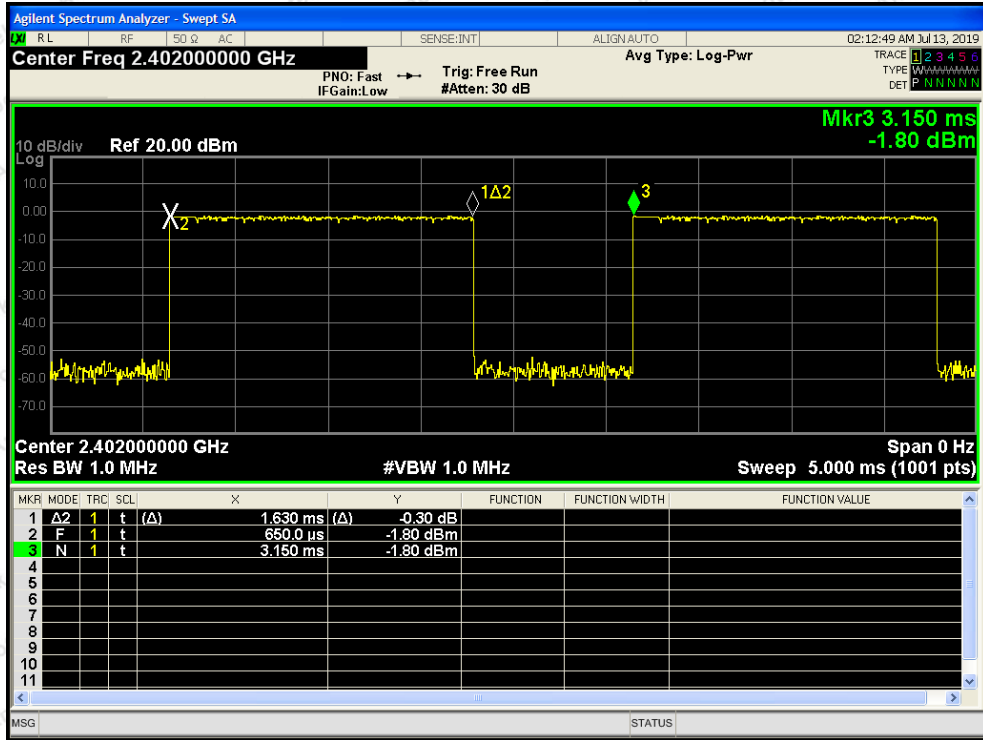 Agilent Spectrum Analyzer - Swept SA
LXI RL RF 50 Ω AC SENSE:INT ALIGN AUTO 02:12:49 AM Jul 13, 2019
Center Freq 2.402000000 GHz Avg Type: Log-Pwr TRACE 1 2 3 4 5 6
PNO: Fast Trig: Free Run TYPE WWWWWW
IFGain:Low #Atten: 30 dB DET P N N N N N
Mkr3 3.150 ms
10 dB/div Ref 20.00 dBm -1.80 dBm
Log
10.0
0.00
-10.0
-20.0
-30.0
-40.0
-50.0
-60.0
-70.0
X2 1Δ2 3
Center 2.402000000 GHz Span 0 Hz
Res BW 1.0 MHz #VBW 1.0 MHz Sweep 5.000 ms (1001 pts)
MKR MODE TRC SCL X Y FUNCTION FUNCTION WIDTH FUNCTION VALUE
1 Δ2 1 t (Δ) 1.630 ms (Δ) -0.30 dB
2 F 1 t 650.0 µs -1.80 dBm
3 N 1 t 3.150 ms -1.80 dBm
4
5
6
7
8
9
10
11
MSG STATUS